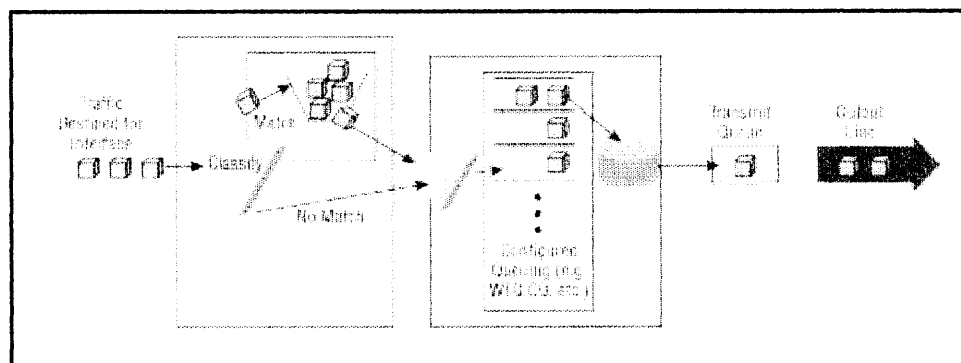 Traffic
Destined for
Interface
Classify
Match
No Match
Configured
Queuing (e.g.
WFQ,CQ, etc.)
Transmit
Queue
Output
Line